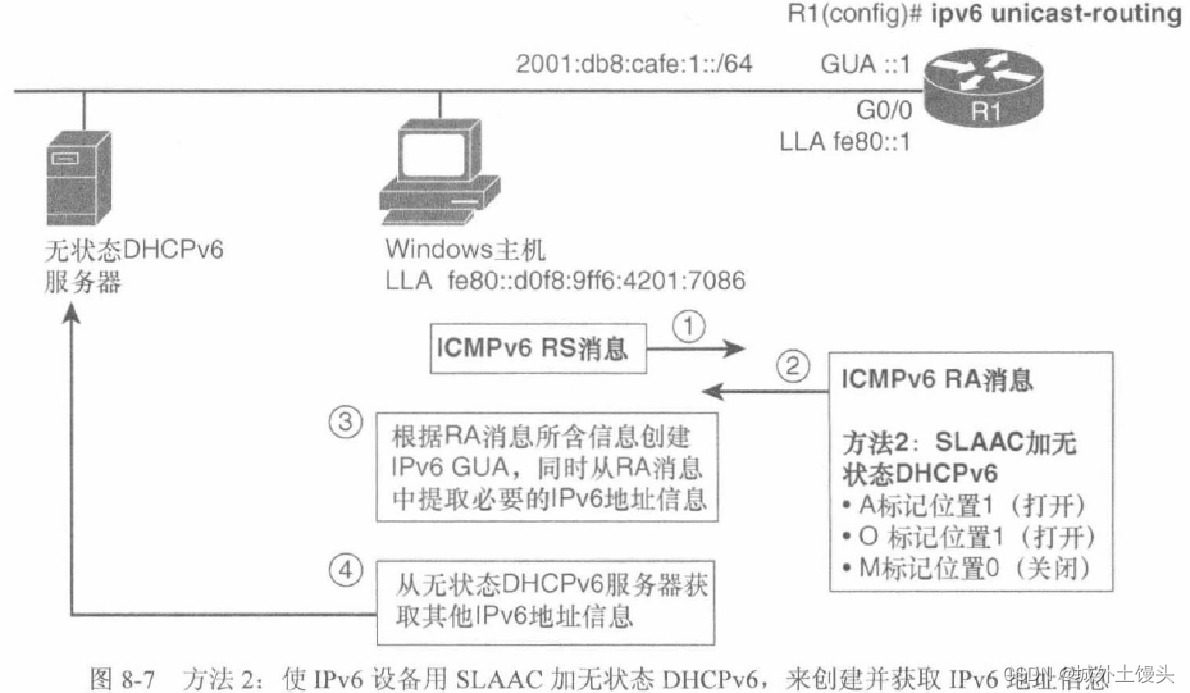 R1(config)# ipv6 unicast-routing
2001:db8:cafe:1::/64
GUA ::1
G0/0
R1
LLA fe80::1
无状态DHCPv6
服务器
Windows主机
LLA fe80::d0f8:9ff6:4201:7086
ICMPv6 RS消息
①
②
ICMPv6 RA消息
方法2:SLAAC加无
状态DHCPv6
• A标记位置1(打开)
• O 标记位置1(打开)
• M标记位置0(关闭)
③
根据RA消息所含信息创建
IPv6 GUA,同时从RA消息
中提取必要的IPv6地址信息
④
从无状态DHCPv6服务器获
取其他IPv6地址信息
图 8-7 方法 2:使 IPv6 设备用 SLAAC 加无状态 DHCPv6,来创建并获取 IPv6 地址信息
CSDN @城外土馒头